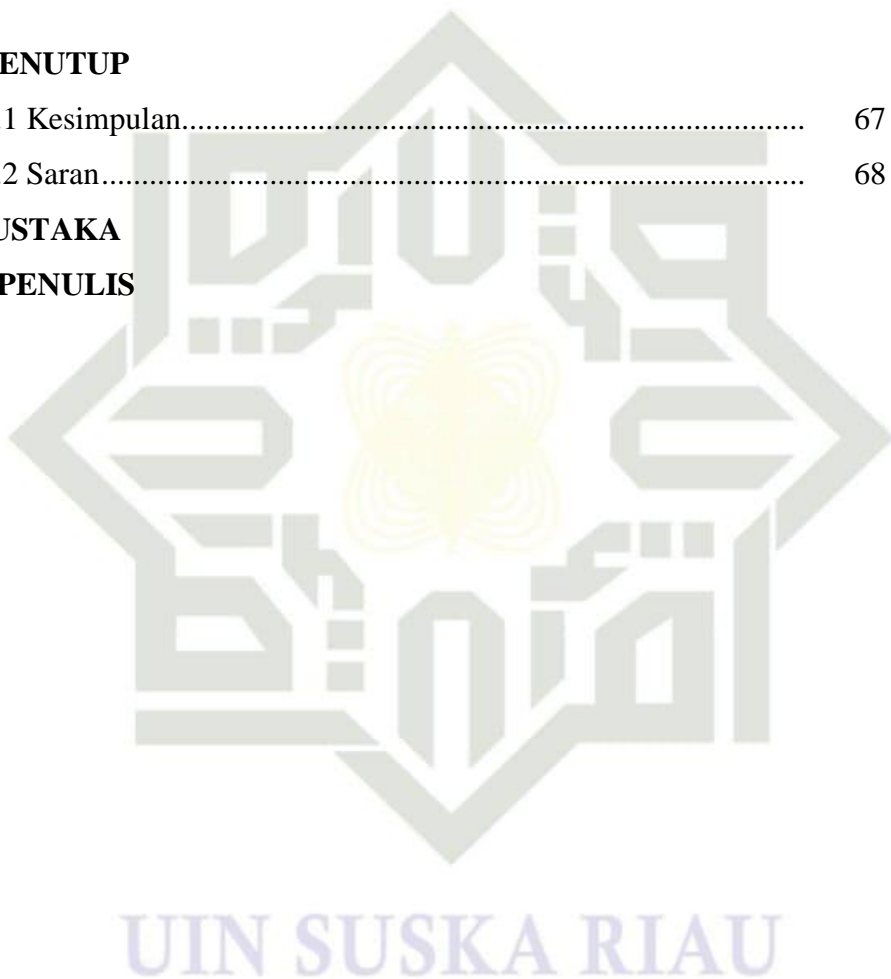 ENUTUP
.1 Kesimpulan........................................................................... 67
.2 Saran..................................................................................... 68
USTAKA
PENULIS
UIN SUSKA RIAU